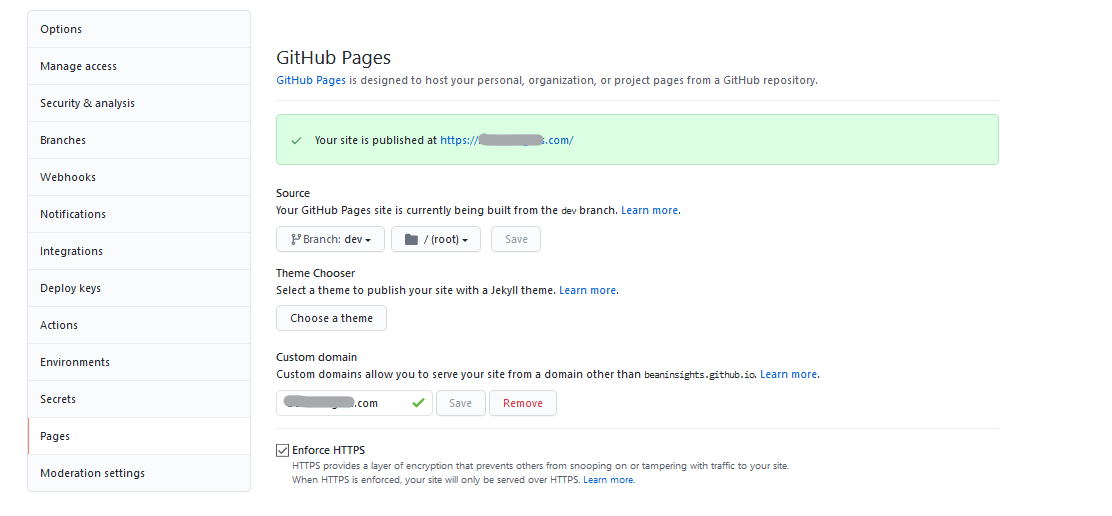 Options
Manage access
Security & analysis
Branches
Webhooks
Notifications
Integrations
Deploy keys
Actions
Environments
Secrets
Pages
Moderation settings
GitHub Pages
GitHub Pages is designed to host your personal, organization, or project pages from a GitHub repository.
Your site is published at https:// .com/
Source
Your GitHub Pages site is currently being built from the dev branch. Learn more.
Branch: dev / (root) Save
Theme Chooser
Select a theme to publish your site with a Jekyll theme. Learn more.
Choose a theme
Custom domain
Custom domains allow you to serve your site from a domain other than beaninsights.github.io. Learn more.
.com Save Remove
Enforce HTTPS
HTTPS provides a layer of encryption that prevents others from snooping on or tampering with traffic to your site.
When HTTPS is enforced, your site will only be served over HTTPS. Learn more.